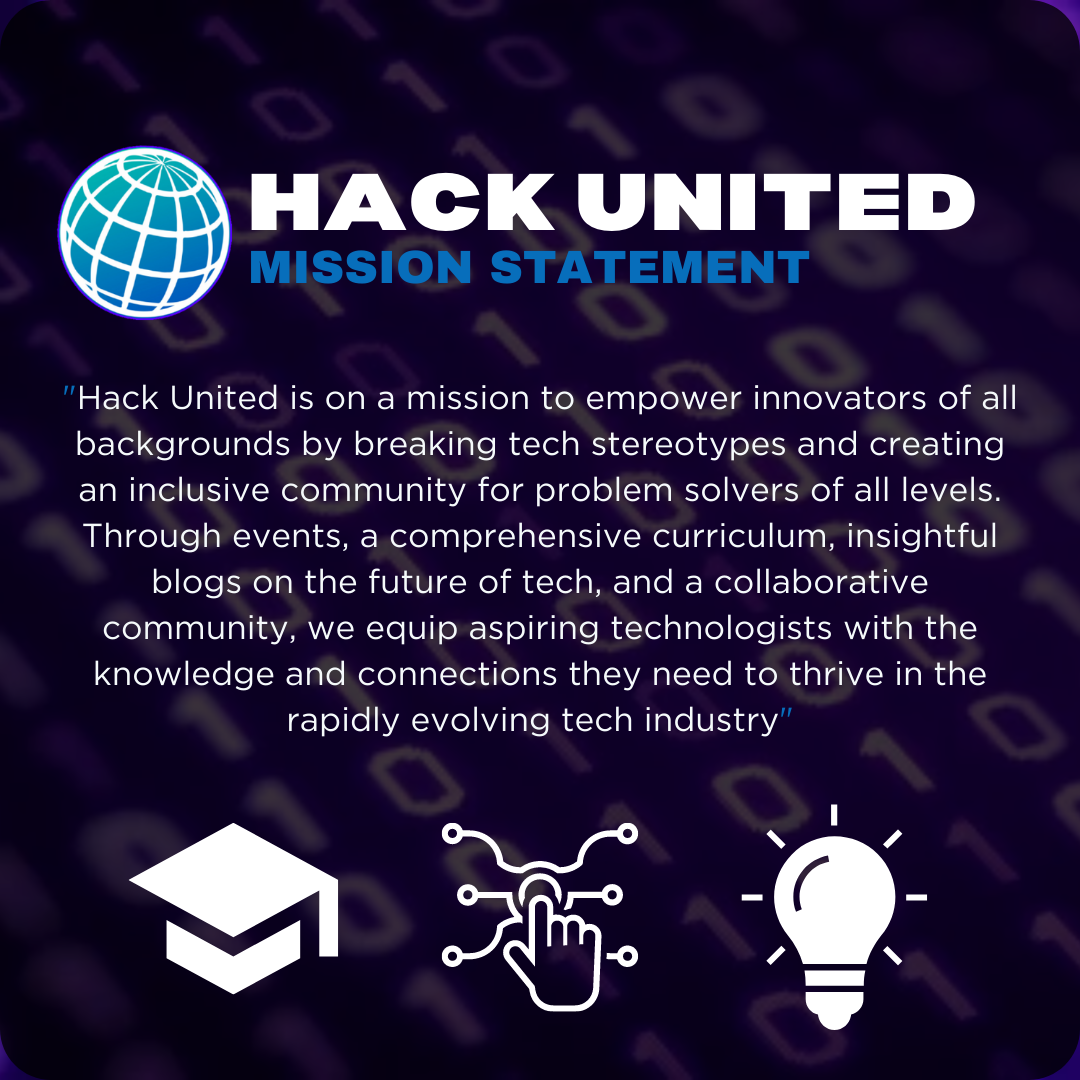 HACK UNITED
MISSION STATEMENT
"Hack United is on a mission to empower innovators of all
backgrounds by breaking tech stereotypes and creating
an inclusive community for problem solvers of all levels.
Through events, a comprehensive curriculum, insightful
blogs on the future of tech, and a collaborative
community, we equip aspiring technologists with the
knowledge and connections they need to thrive in the
rapidly evolving tech industry"